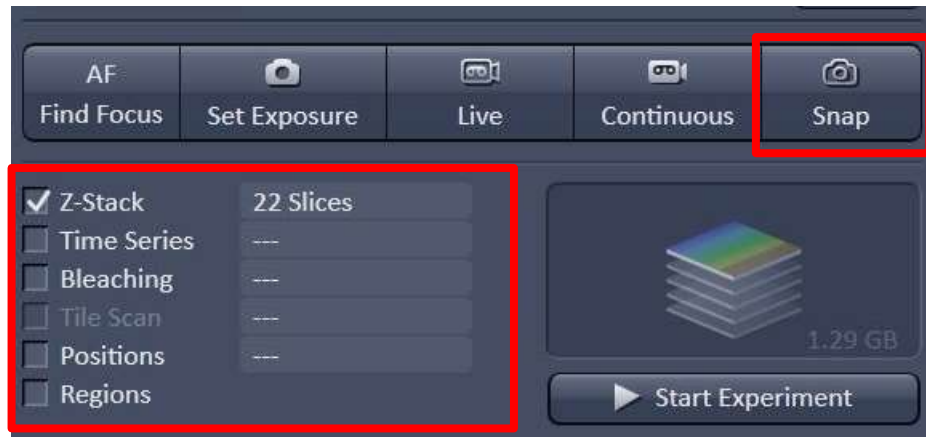 AF
Find Focus
Set Exposure
Live
Continuous
Snap
Z-Stack 22 Slices
Time Series ---
Bleaching ---
Tile Scan ---
Positions ---
Regions
1.29 GB
Start Experiment